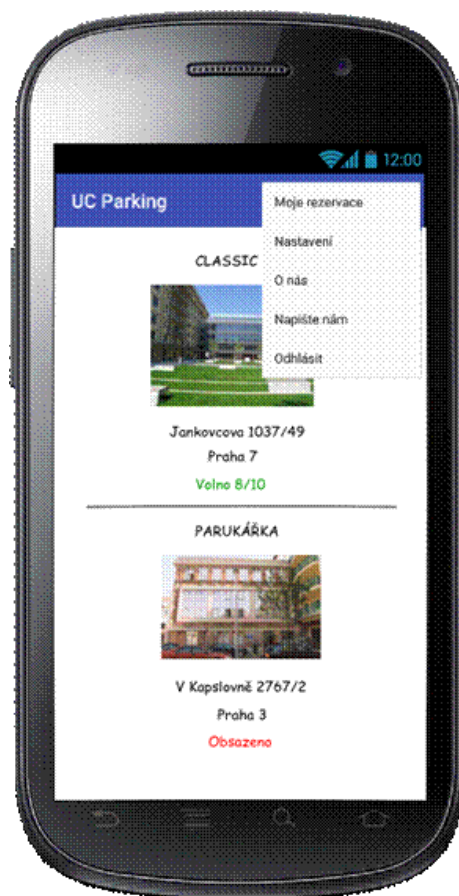 12:00
UC Parking
Moje rezervace
Nastavení
O nás
Napište nám
Odhlásit
CLASSIC
Jankovcova 1037/49
Praha 7
Volno 8/10
PARUKÁŘKA
V Kapslovně 2767/2
Praha 3
Obsazeno